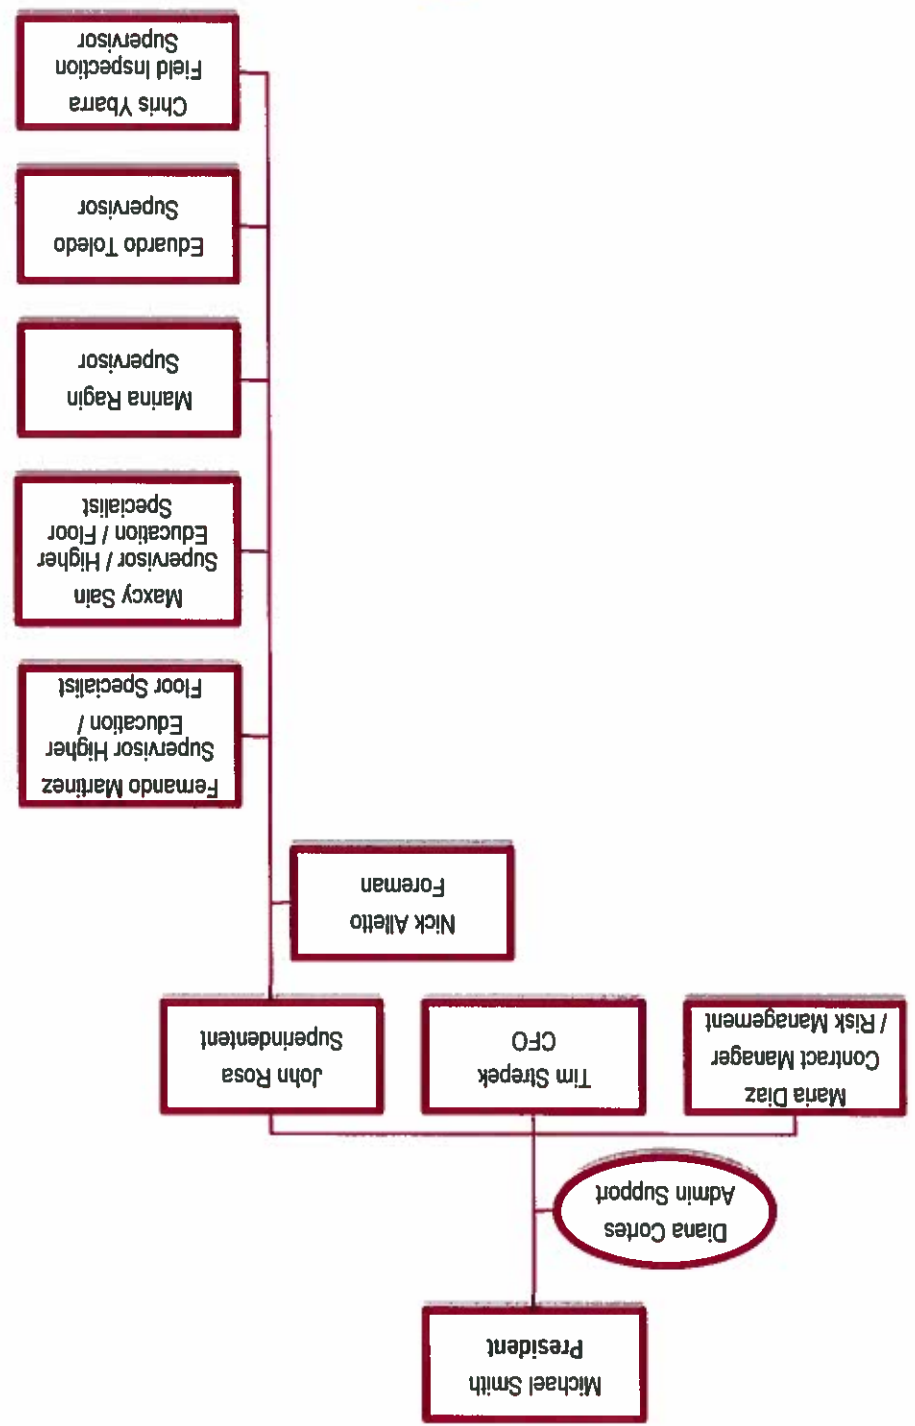 Michael Smith
President
Diana Cortes
Admin Support
Maria Diaz
Contract Manager
/ Risk Management
Tim Strepek
CFO
John Rosa
Superindentent
Nick Alletto
Foreman
Fernando Martinez
Supervisor Higher
Education /
Floor Specialist
Maxcy Sain
Supervisor / Higher
Education / Floor
Specialist
Marina Ragin
Supervisor
Eduardo Toledo
Supervisor
Chris Ybarra
Field Inspection
Supervisor